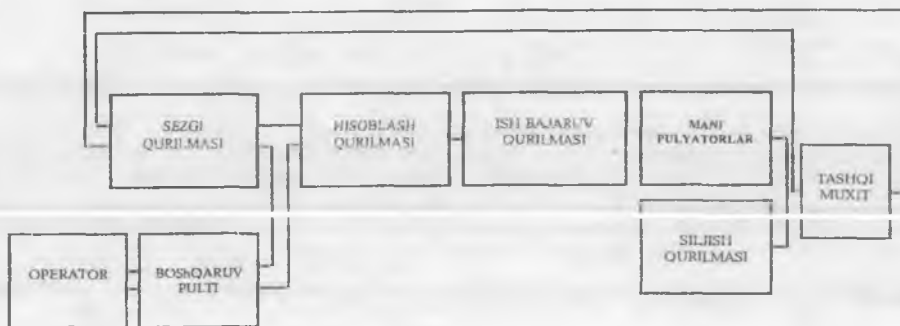 SEZGI
QURILMASI
HISOBLASH
QURILMASI
ISH BAJARUV
QURILMASI
MANI
PULYATORLAR
TASHQI
MUXIT
SILJISH
QURILMASI
OPERATOR
BOShQARUV
PULTI